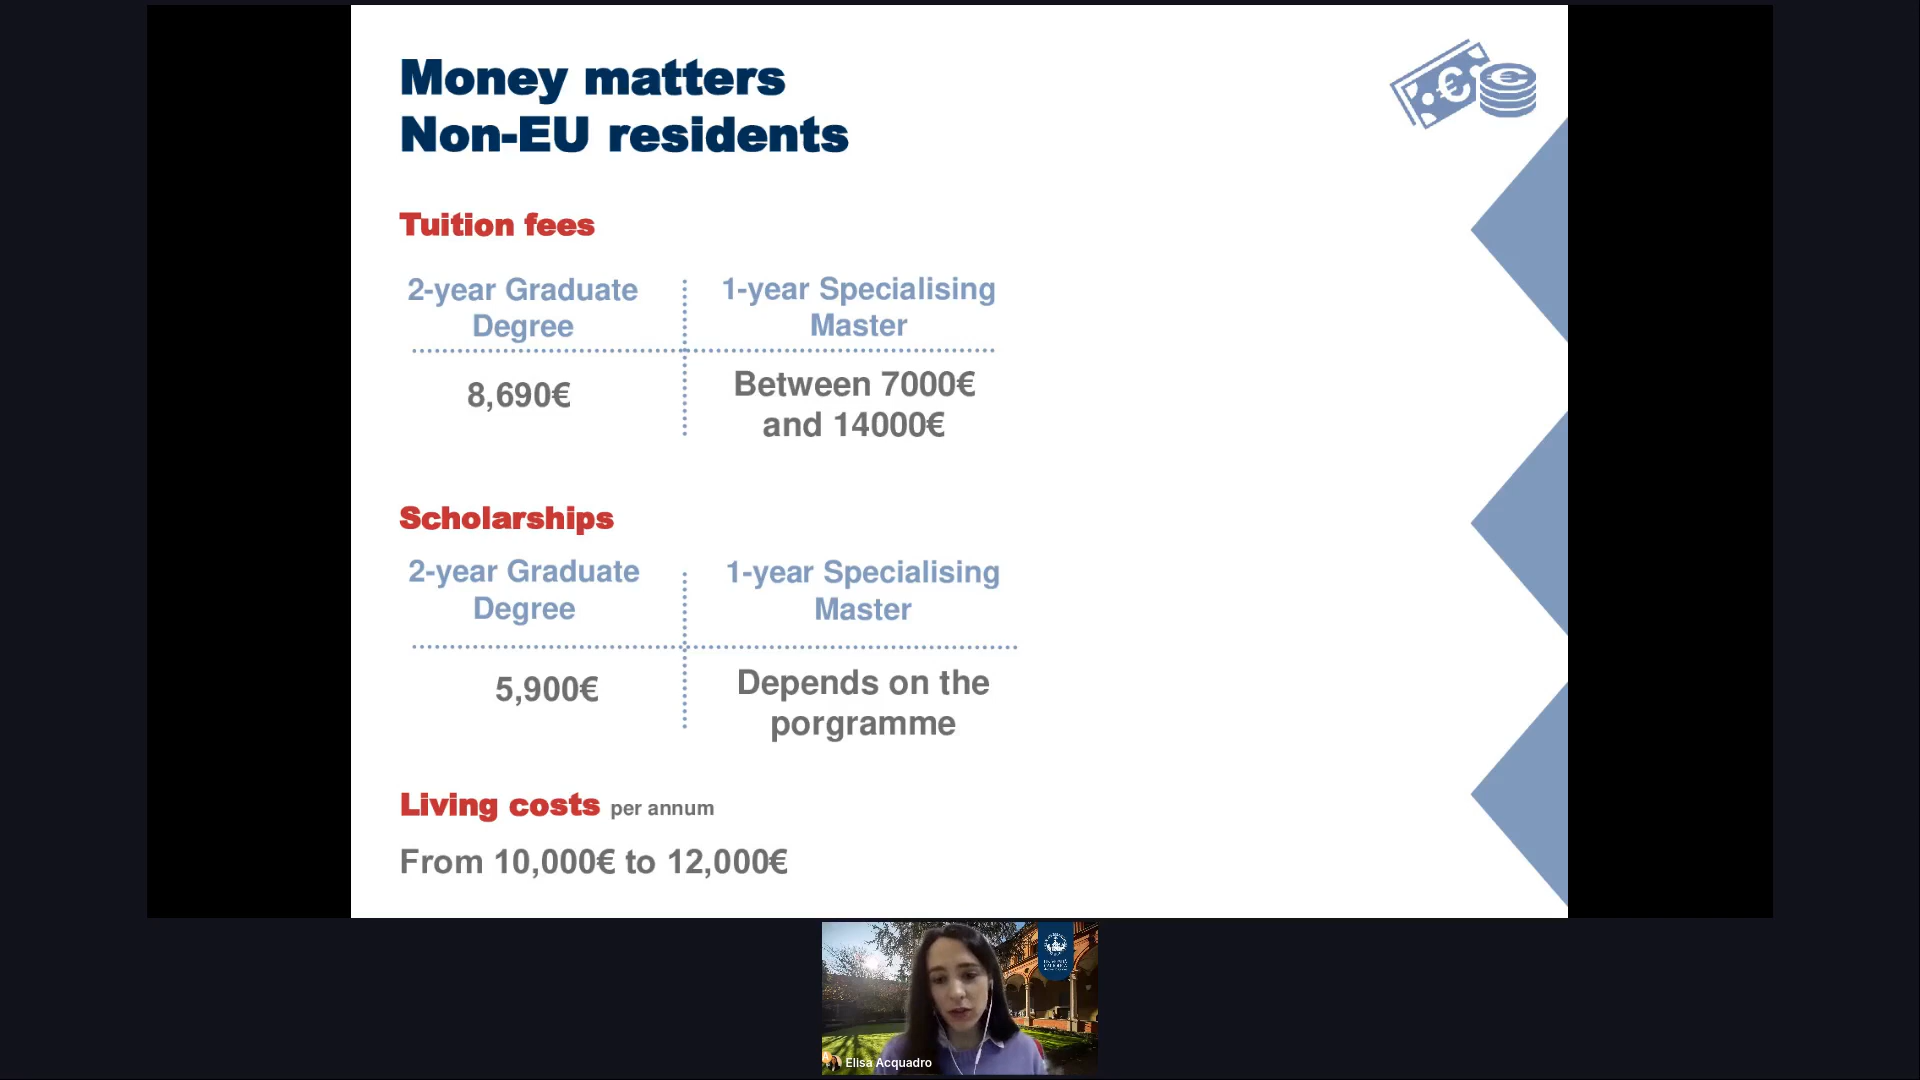 Money matters
Non-EU residents
Tuition fees
2-year Graduate
Degree
1-year Specialising
Master
8,690€
Between 7000€
and 14000€
Scholarships
2-year Graduate
Degree
1-year Specialising
Master
5,900€
Depends on the
porgramme
Living costs per annum
From 10,000€ to 12,000€
Elisa Acquadro